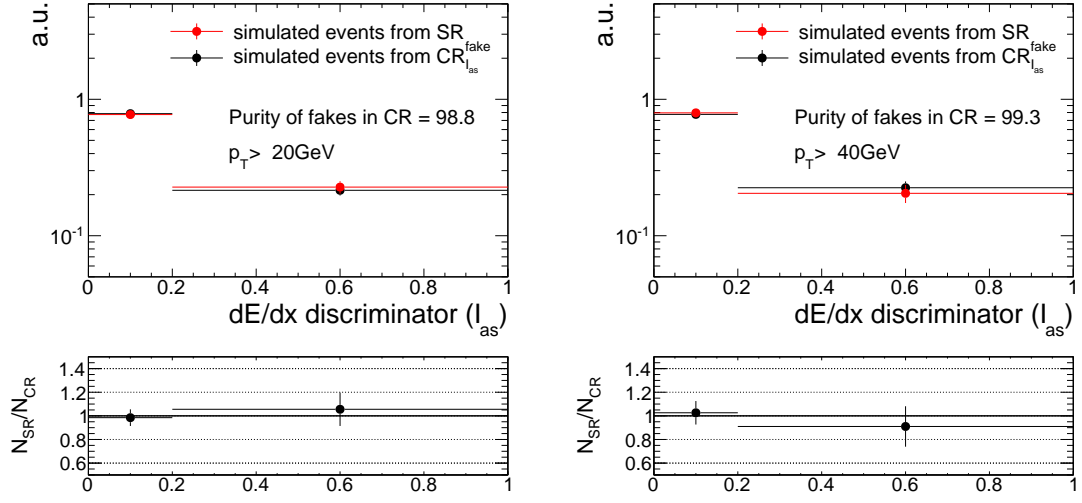 a.u.
simulated events from SR
simulated events from CR^fake_I_as
Purity of fakes in CR = 98.8
p_T > 20GeV
1
10^-1
0 0.2 0.4 0.6 0.8 1
dE/dx discriminator (I_as)
N_SR/N_CR
1.4
1.2
1
0.8
0.6
0 0.2 0.4 0.6 0.8 1
a.u.
simulated events from SR
simulated events from CR^fake_I_as
Purity of fakes in CR = 99.3
p_T > 40GeV
1
10^-1
0 0.2 0.4 0.6 0.8 1
dE/dx discriminator (I_as)
N_SR/N_CR
1.4
1.2
1
0.8
0.6
0 0.2 0.4 0.6 0.8 1